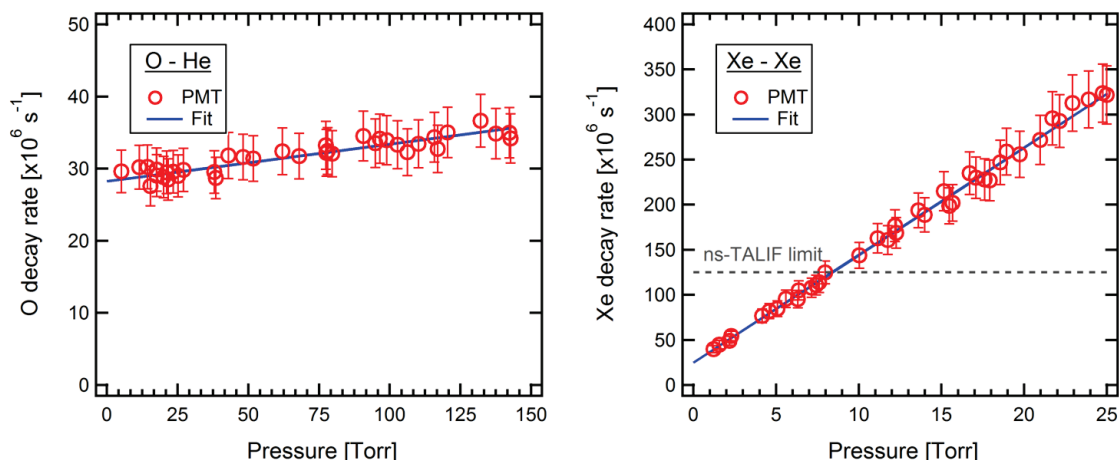 O - He
PMT
Fit
O decay rate [x10⁶ s⁻¹]
50
40
30
20
10
0
0 25 50 75 100 125 150
Pressure [Torr]
Xe - Xe
PMT
Fit
ns-TALIF limit
Xe decay rate [x10⁶ s⁻¹]
400
350
300
250
200
150
100
50
0
0 5 10 15 20 25
Pressure [Torr]